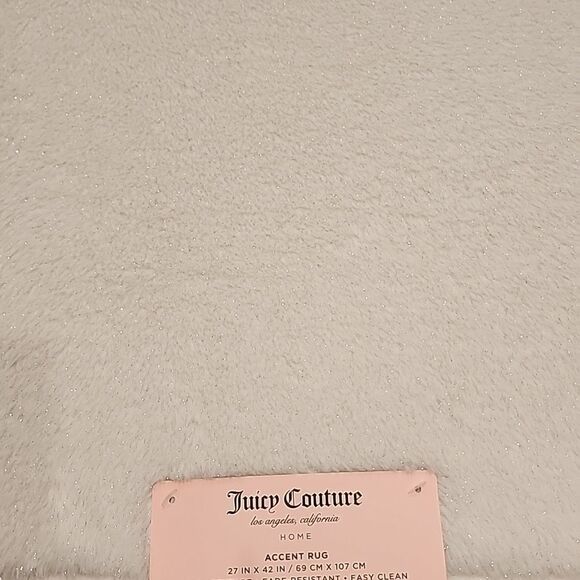 Juicy Couture
los angeles, california
HOME
ACCENT RUG
27 IN X 42 IN / 69 CM X 107 CM
RESISTANT • EASY CLEAN